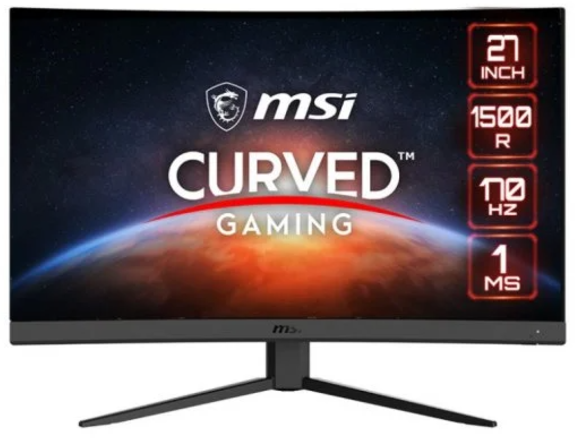 msi
CURVED™
GAMING
27
INCH
1500
R
170
HZ
1
MS
msi